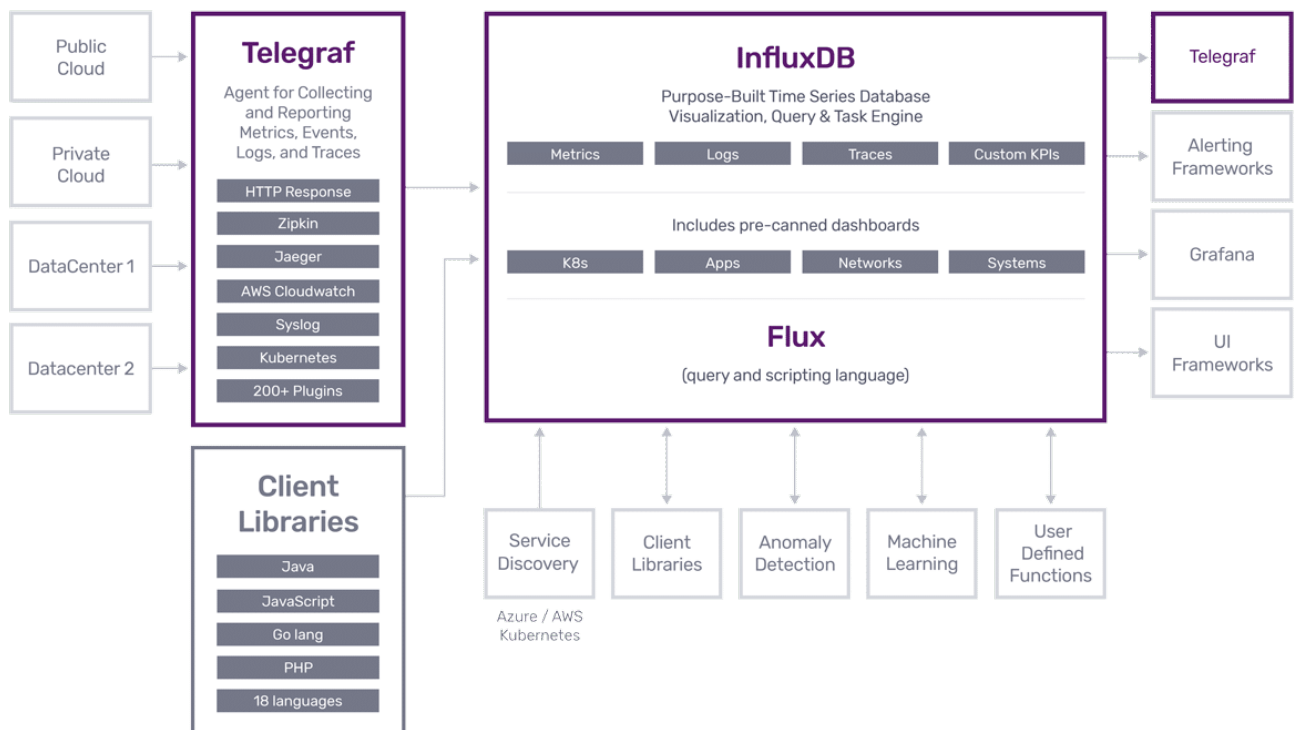 Public
Cloud
Private
Cloud
DataCenter 1
Datacenter 2
Telegraf
Agent for Collecting
and Reporting
Metrics, Events,
Logs, and Traces
HTTP Response
Zipkin
Jaeger
AWS Cloudwatch
Syslog
Kubernetes
200+ Plugins
Client
Libraries
Java
JavaScript
Go lang
PHP
18 languages
InfluxDB
Purpose-Built Time Series Database
Visualization, Query & Task Engine
Metrics
Logs
Traces
Custom KPIs
Includes pre-canned dashboards
K8s
Apps
Networks
Systems
Flux
(query and scripting language)
Service
Discovery
Azure / AWS
Kubernetes
Client
Libraries
Anomaly
Detection
Machine
Learning
User
Defined
Functions
Telegraf
Alerting
Frameworks
Grafana
UI
Frameworks